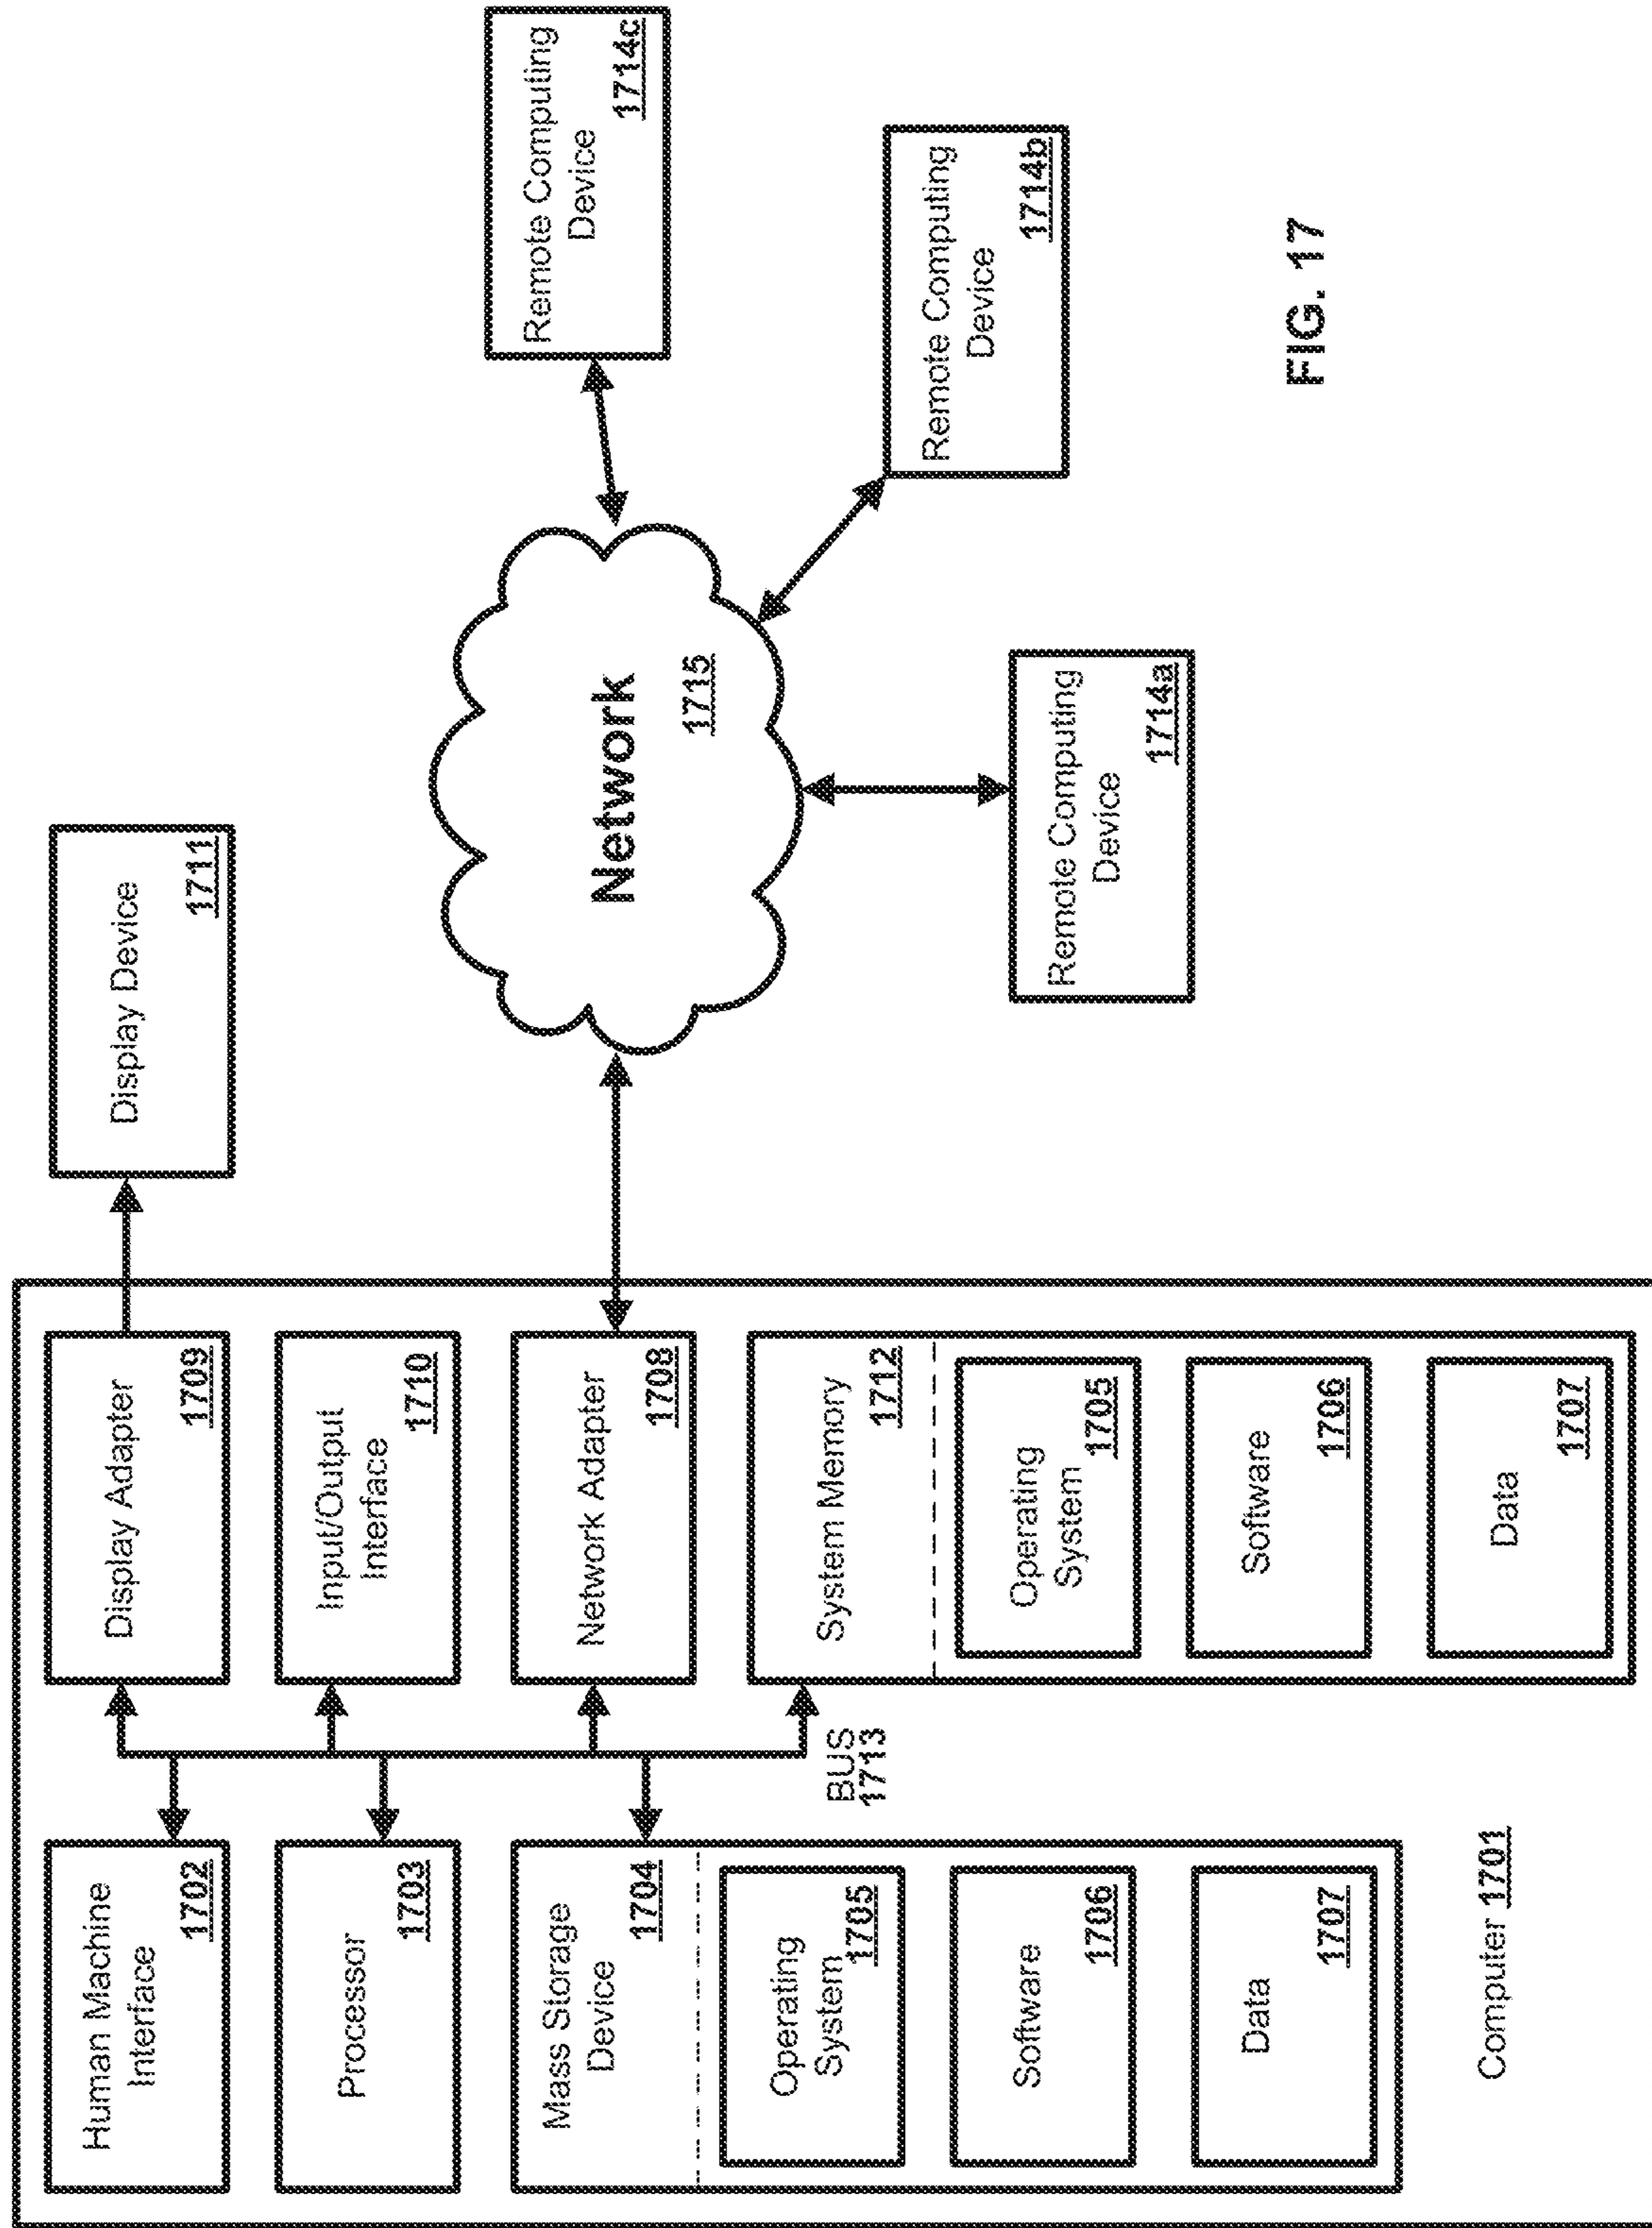 Human Machine
Interface
1702
Processor
1703
Mass Storage
Device
1704
Operating
System
1705
Software
1706
Data
1707
Computer 1701
BUS
1713
Display Adapter
1709
Input/Output
Interface
1710
Network Adapter
1708
System Memory
1712
Operating
System
1705
Software
1706
Data
1707
Display Device
1711
Network
1715
Remote Computing
Device
1714a
Remote Computing
Device
1714b
Remote Computing
Device
1714c
FIG. 17